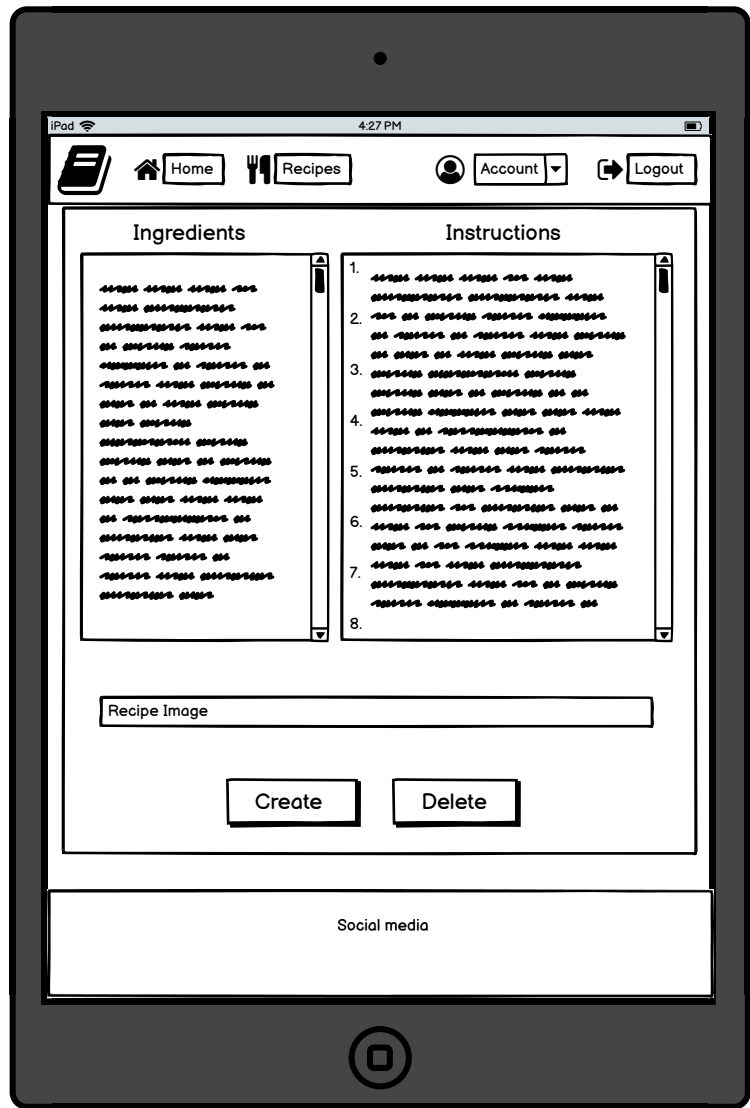 iPad 4:27 PM
Home Recipes Account Logout
Ingredients Instructions
1.
2.
3.
4.
5.
6.
7.
8.
Recipe Image
Create Delete
Social media